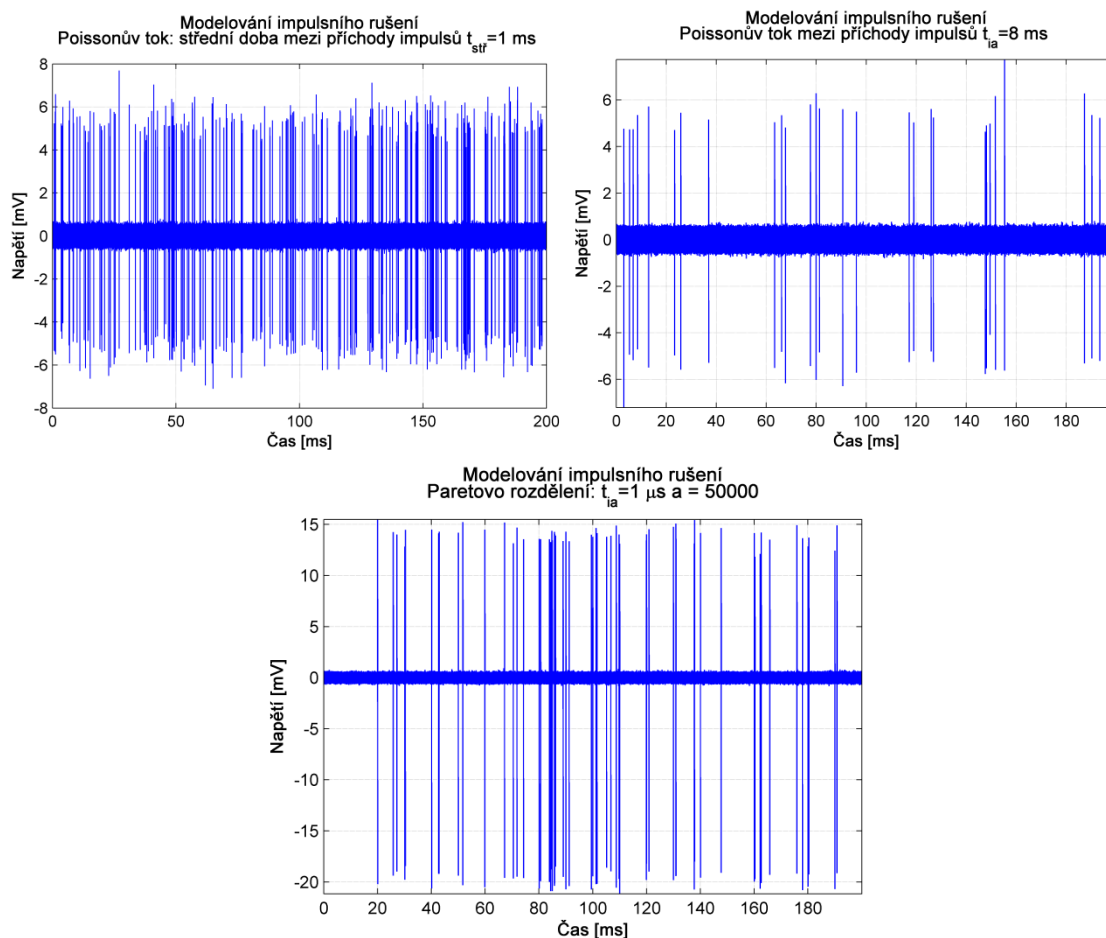 Modelování impulsního rušení
Poissonův tok: střední doba mezi příchody impulsů t_stř=1 ms
8
6
4
2
0
-2
-4
-6
-8
Napětí [mV]
0 50 100 150 200
Čas [ms]
Modelování impulsního rušení
Poissonův tok mezi příchody impulsů t_ia=8 ms
6
4
2
0
-2
-4
-6
Napětí [mV]
0 20 40 60 80 100 120 140 160 180
Čas [ms]
Modelování impulsního rušení
Paretovo rozdělení: t_ia=1 μs a = 50000
15
10
5
0
-5
-10
-15
-20
Napětí [mV]
0 20 40 60 80 100 120 140 160 180
Čas [ms]